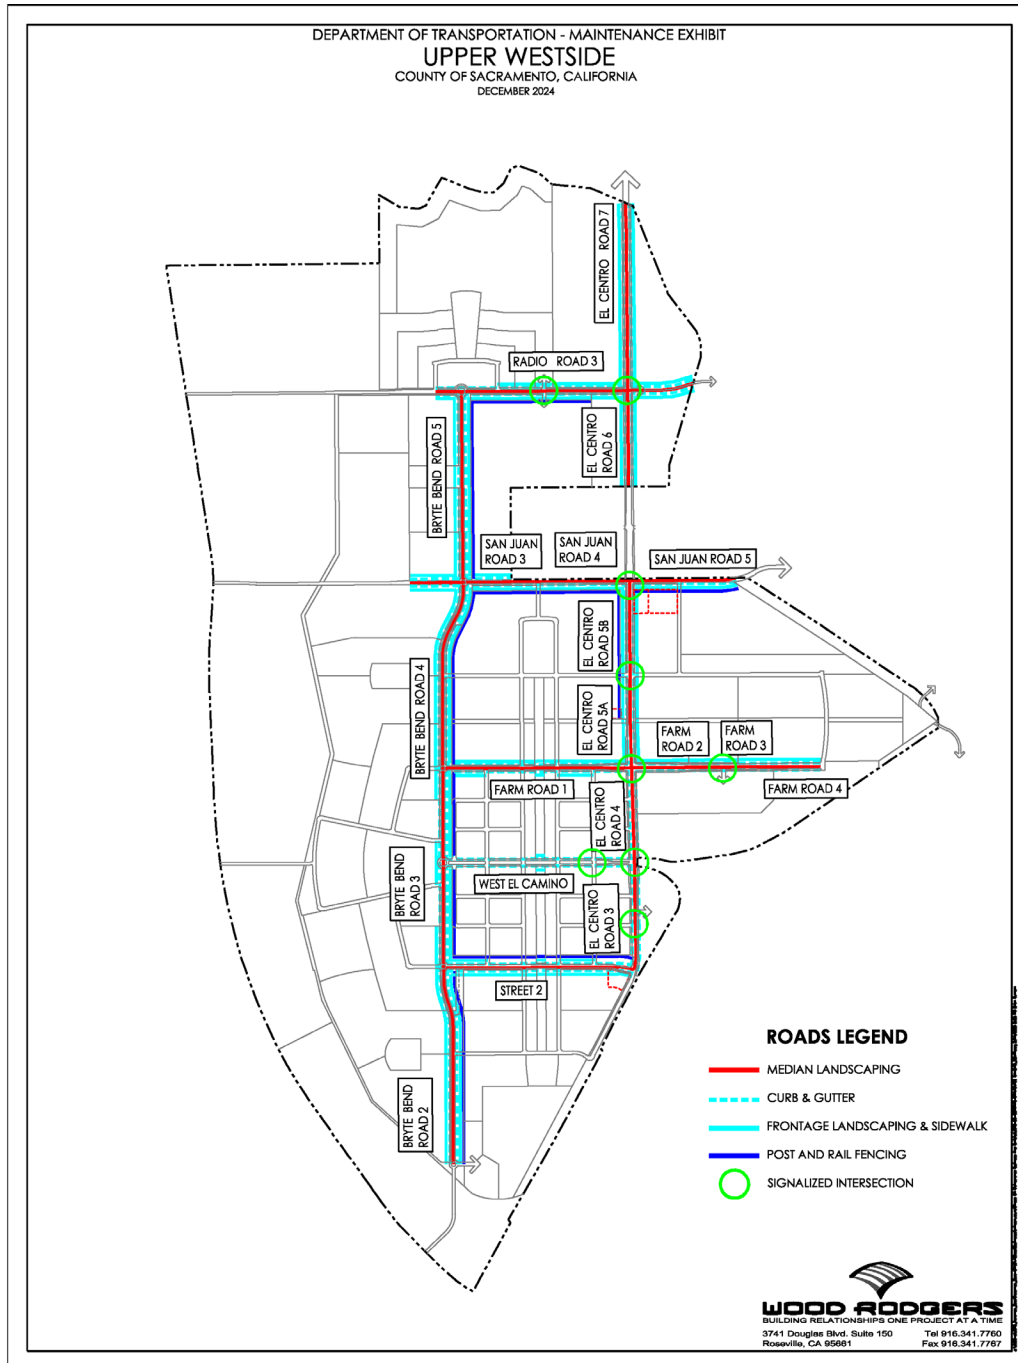 DEPARTMENT OF TRANSPORTATION - MAINTENANCE EXHIBIT
UPPER WESTSIDE
COUNTY OF SACRAMENTO, CALIFORNIA
DECEMBER 2024
EL CENTRO ROAD 7
RADIO ROAD 3
BRYTE BEND ROAD 5
EL CENTRO
ROAD 6
SAN JUAN
ROAD 3
SAN JUAN
ROAD 4
SAN JUAN ROAD 5
EL CENTRO
ROAD 5B
BRYTE BEND ROAD 4
EL CENTRO
ROAD 5A
FARM
ROAD 2
FARM
ROAD 3
FARM ROAD 1
FARM ROAD 4
EL CENTRO
ROAD 4
BRYTE BEND
ROAD 3
WEST EL CAMINO
EL CENTRO
ROAD 3
STREET 2
BRYTE BEND
ROAD 2
ROADS LEGEND
MEDIAN LANDSCAPING
CURB & GUTTER
FRONTAGE LANDSCAPING & SIDEWALK
POST AND RAIL FENCING
SIGNALIZED INTERSECTION
WOOD RODGERS
BUILDING RELATIONSHIPS ONE PROJECT AT A TIME
3741 Douglas Blvd. Suite 150 Tel 916.341.7760
Roseville, CA 95661 Fax 916.341.7767